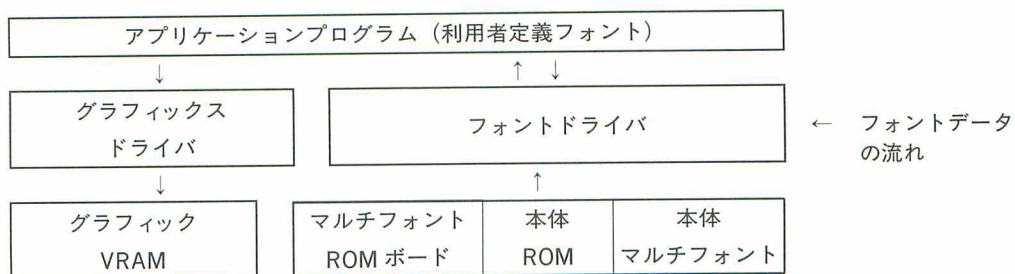 アプリケーションプログラム（利用者定義フォント）
↓
↑ ↓
グラフィックス
ドライバ
フォントドライバ
← フォントデータ
の流れ
↓
↑
グラフィック
VRAM
マルチフォント
ROM ボード
本体
ROM
本体
マルチフォント